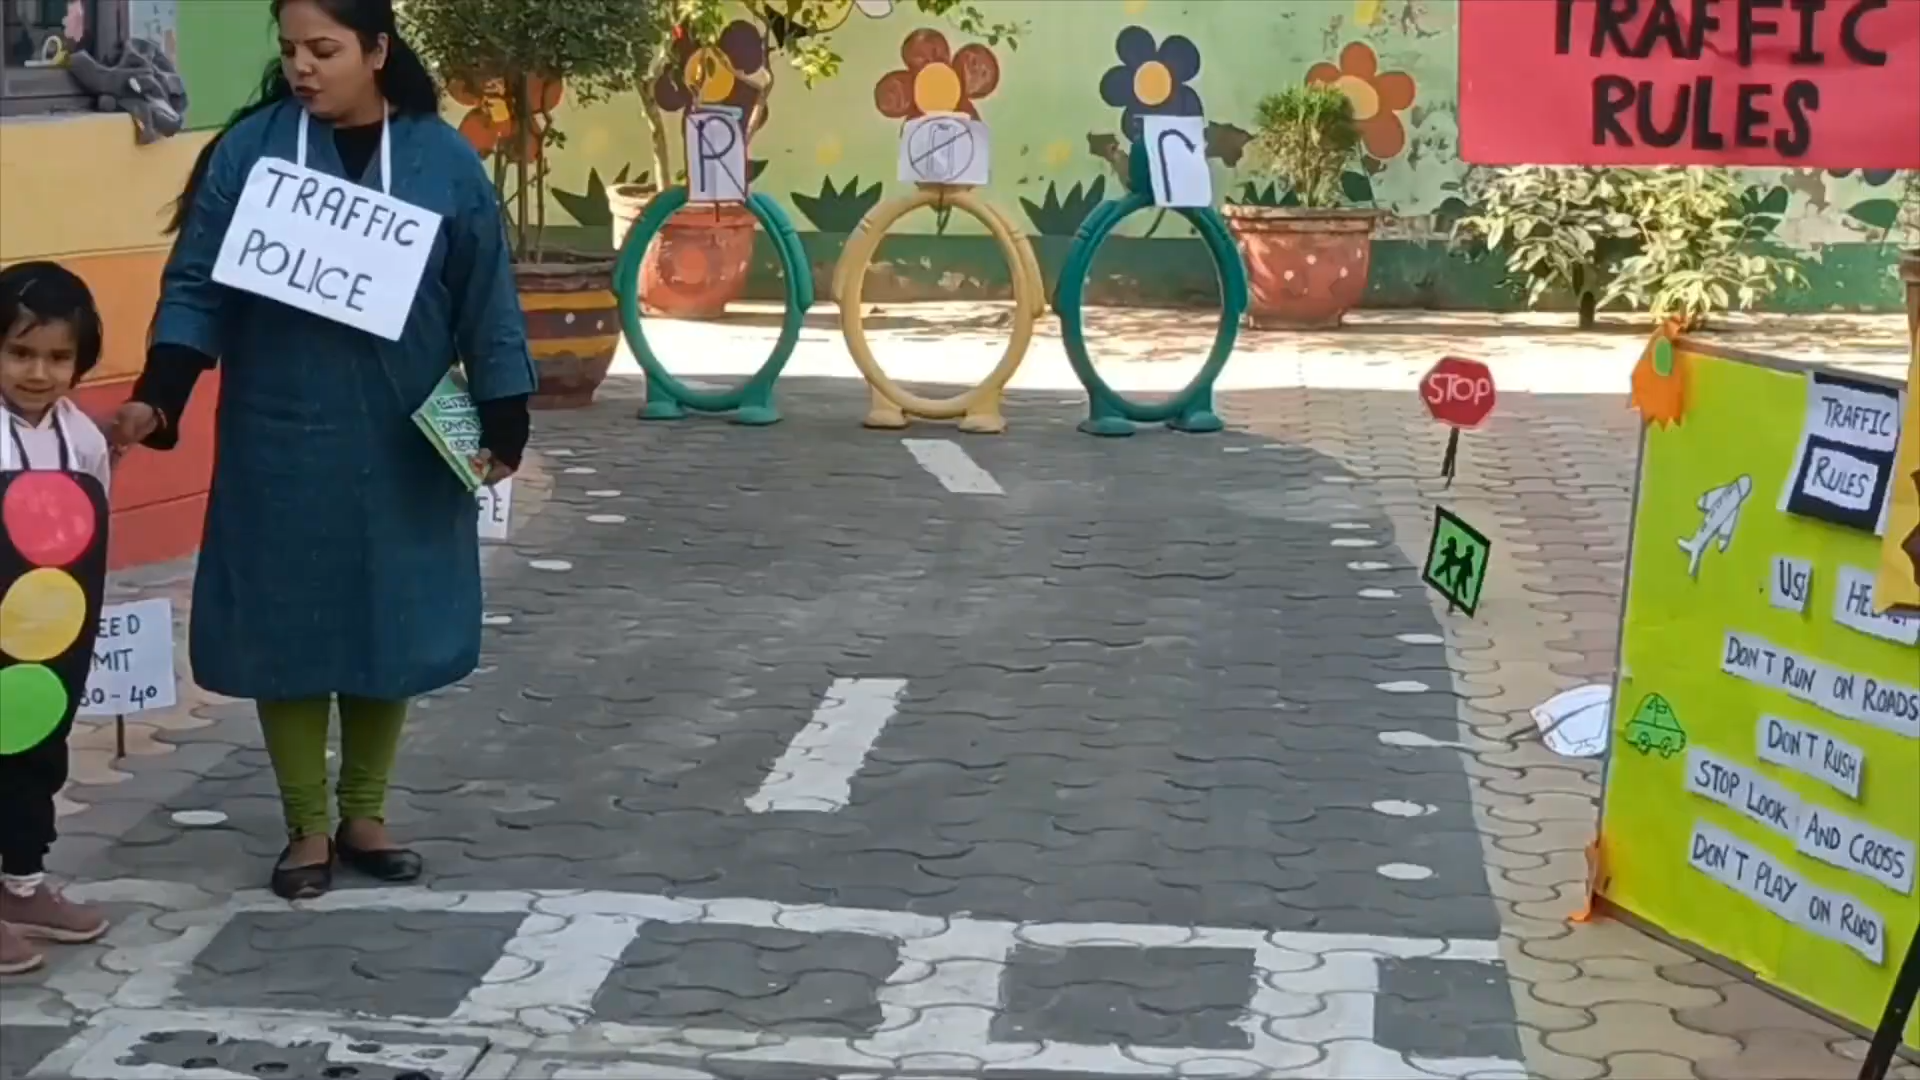 TRAFFIC
RULES
TRAFFIC
POLICE
R
STOP
TRAFFIC
RULES
DON'T RUN ON ROADS
DON'T RUSH
STOP LOOK AND CROSS
DON'T PLAY ON ROAD
EED
MIT
30-40
FE